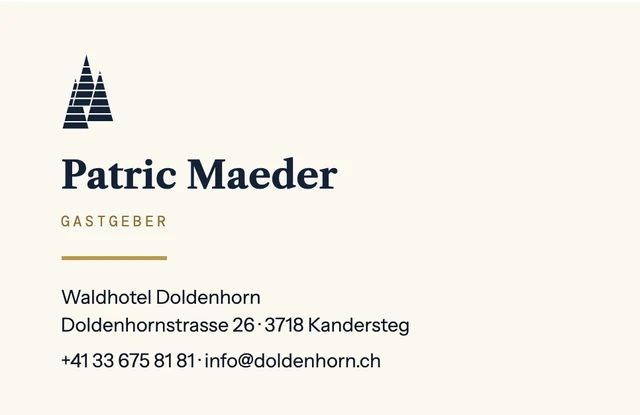 Patric Maeder
GASTGEBER
Waldhotel Doldenhorn
Doldenhornstrasse 26 · 3718 Kandersteg
+41 33 675 81 81 · info@doldenhorn.ch